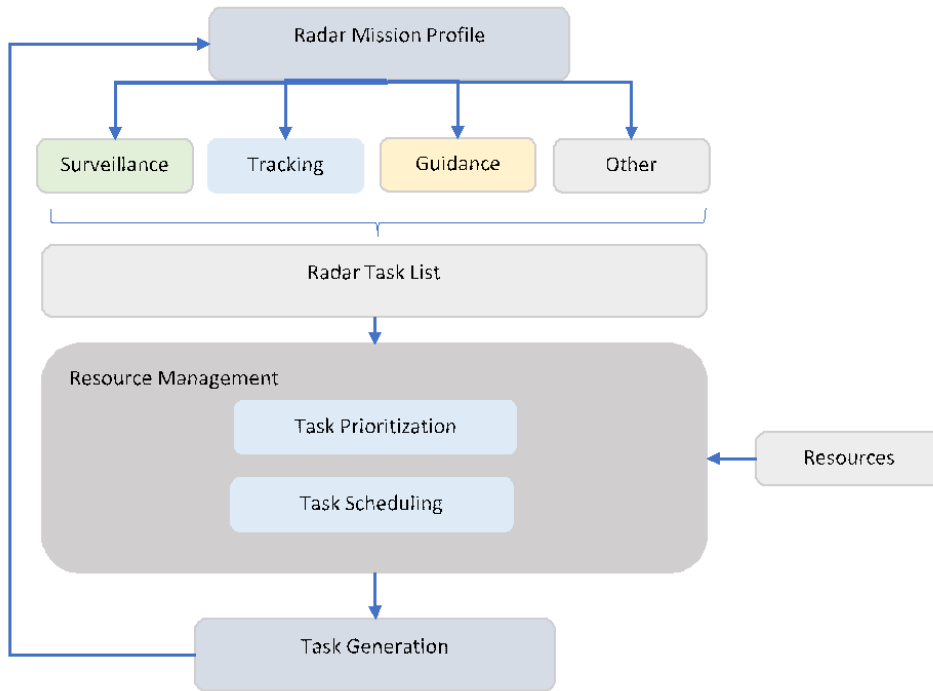 Radar Mission Profile
Surveillance
Tracking
Guidance
Other
Radar Task List
Resource Management
Task Prioritization
Resources
Task Scheduling
Task Generation